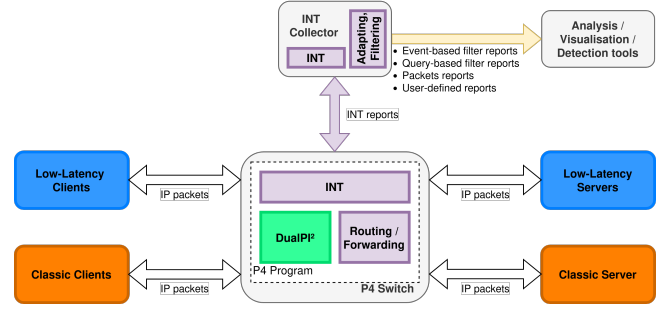 INT
Collector
INT
Adapting,
Filtering
• Event-based filter reports
• Query-based filter reports
• Packets reports
• User-defined reports
Analysis /
Visualisation /
Detection tools
INT reports
Low-Latency
Clients
IP packets
INT
IP packets
Low-Latency
Servers
DualPI²
Routing /
Forwarding
Classic Clients
IP packets
P4 Program
P4 Switch
IP packets
Classic Server